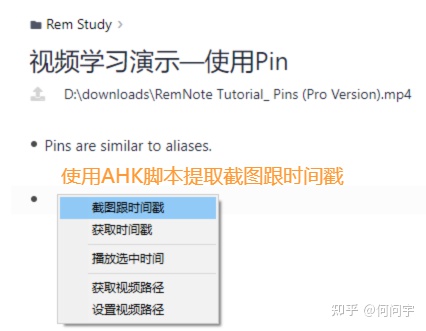 Rem Study >
视频学习演示—使用Pin
D:\downloads\RemNote Tutorial_ Pins (Pro Version).mp4
Pins are similar to aliases.
使用AHK脚本提取截图跟时间戳
截图跟时间戳
获取时间戳
播放选中时间
获取视频路径
设置视频路径
知乎 @何问宇